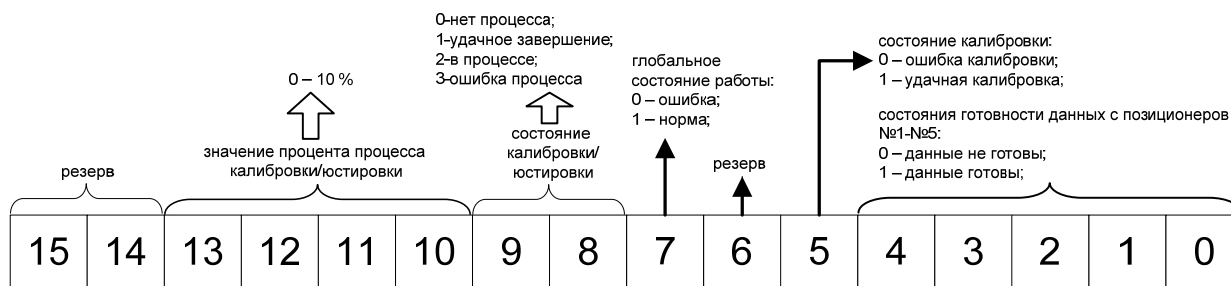 0-нет процесса;
1-удачное завершение;
2-в процессе;
3-ошибка процесса
0 – 10 %
глобальное
состояние работы:
0 – ошибка;
1 – норма;
состояние калибровки:
0 – ошибка калибровки;
1 – удачная калибровка;
состояния готовности данных с позиционеров
№1-№5:
0 – данные не готовы;
1 – данные готовы;
резерв
значение процента процесса
калибровки/юстировки
состояние
калибровки/
юстировки
резерв
15 14 13 12 11 10 9 8 7 6 5 4 3 2 1 0